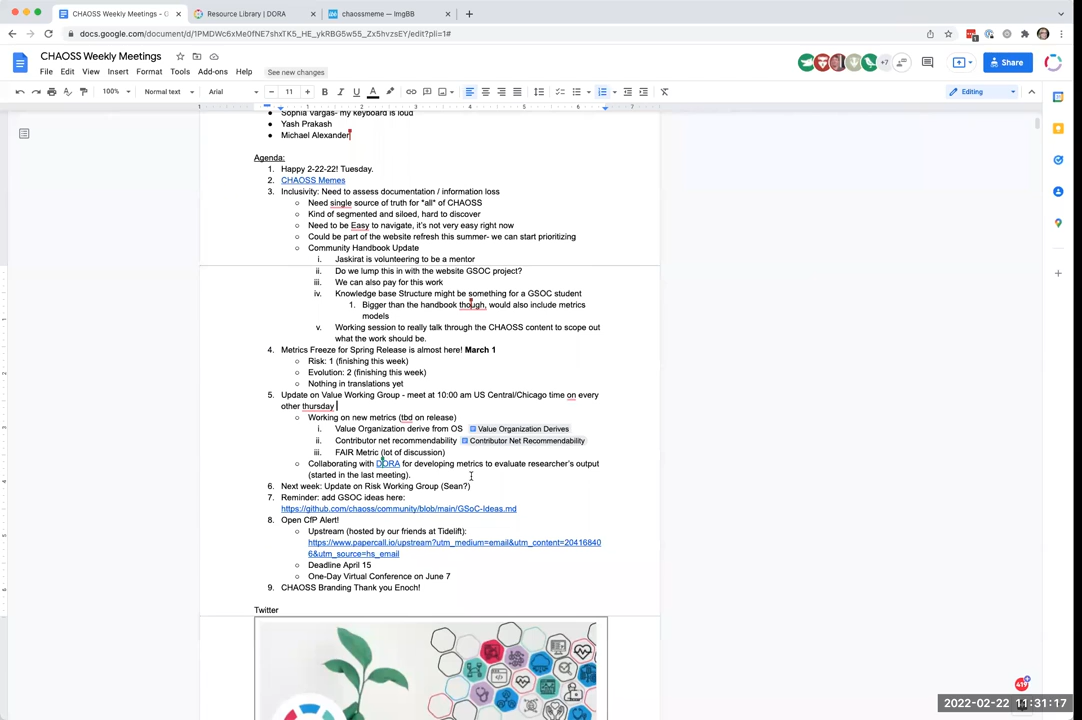 CHAOSS Weekly Meetings - G
Resource Library | DORA
chaossmeme — ImgBB
docs.google.com/document/d/1PMDWc6xMe0fNE7shxTK5_HE_ykRBG5w55_Zx5hvzsEY/edit?pli=1#
CHAOSS Weekly Meetings
File Edit View Insert Format Tools Add-ons Help See new changes
+7
Share
100% Normal text Arial 11 Editing
Sophia Vargas- my keyboard is loud
Yash Prakash
Michael Alexander
Agenda:
1. Happy 2-22-22! Tuesday.
2. CHAOSS Memes
3. Inclusivity: Need to assess documentation / information loss
Need single source of truth for *all* of CHAOSS
Kind of segmented and siloed, hard to discover
Need to be Easy to navigate, it's not very easy right now
Could be part of the website refresh this summer- we can start prioritizing
Community Handbook Update
i. Jaskirat is volunteering to be a mentor
ii. Do we lump this in with the website GSOC project?
iii. We can also pay for this work
iv. Knowledge base Structure might be something for a GSOC student
1. Bigger than the handbook though, would also include metrics
models
v. Working session to really talk through the CHAOSS content to scope out
what the work should be.
4. Metrics Freeze for Spring Release is almost here! March 1
Risk: 1 (finishing this week)
Evolution: 2 (finishing this week)
Nothing in translations yet
5. Update on Value Working Group - meet at 10:00 am US Central/Chicago time on every
other thursday
Working on new metrics (tbd on release)
i. Value Organization derive from OS Value Organization Derives
ii. Contributor net recommendability Contributor Net Recommendability
iii. FAIR Metric (lot of discussion)
Collaborating with DORA for developing metrics to evaluate researcher's output
(started in the last meeting).
6. Next week: Update on Risk Working Group (Sean?)
7. Reminder: add GSOC ideas here:
https://github.com/chaoss/community/blob/main/GSoC-Ideas.md
8. Open CfP Alert!
Upstream (hosted by our friends at Tidelift):
https://www.papercall.io/upstream?utm_medium=email&utm_content=20416840
6&utm_source=hs_email
Deadline April 15
One-Day Virtual Conference on June 7
9. CHAOSS Branding Thank you Enoch!
Twitter
419
2022-02-22 11:31:17